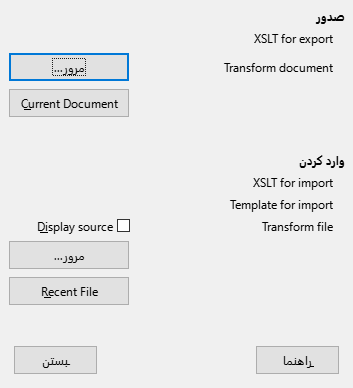 صدور
XSLT for export
Transform document
مرور...
Current Document
وارد کردن
XSLT for import
Template for import
Transform file
Display source
مرور...
Recent File
راهنما
بستن